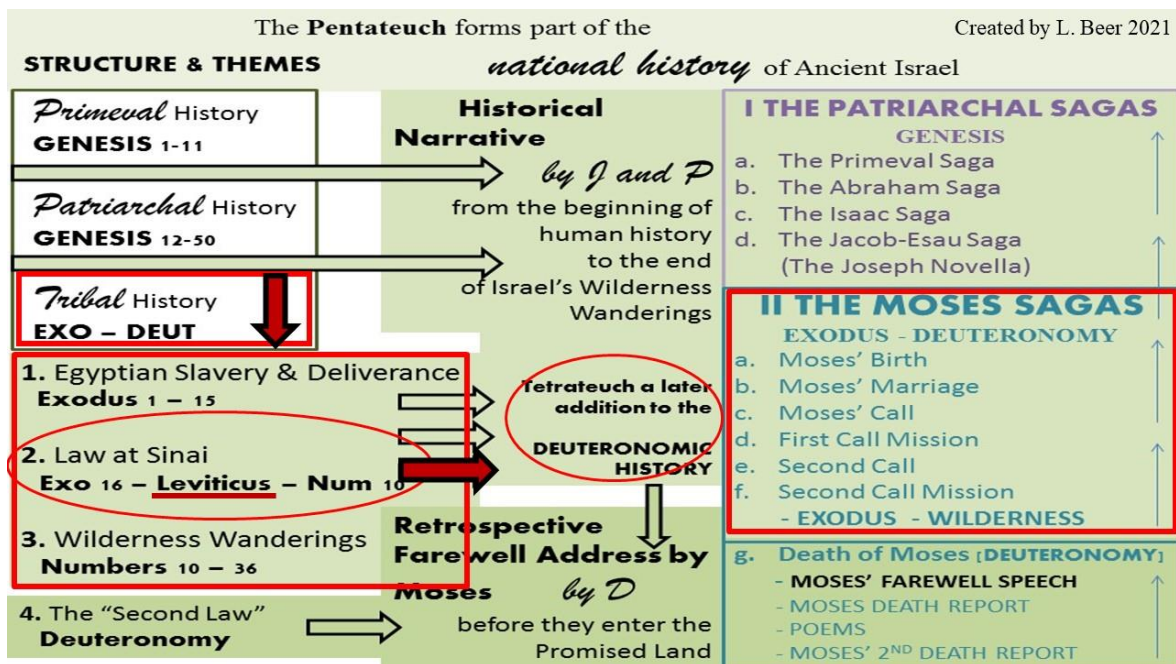 The Pentateuch forms part of the
Created by L. Beer 2021
STRUCTURE & THEMES
national history of Ancient Israel
Primeval History
GENESIS 1-11
Patriarchal History
GENESIS 12-50
Tribal History
EXO – DEUT
1. Egyptian Slavery & Deliverance
Exodus 1 – 15
2. Law at Sinai
Exo 16 – Leviticus – Num 10
3. Wilderness Wanderings
Numbers 10 – 36
4. The “Second Law”
Deuteronomy
Historical
Narrative
by J and P
from the beginning of
human history
to the end
of Israel’s Wilderness
Wanderings
Tetrateuch a later
addition to the
DEUTERONOMIC
HISTORY
Retrospective
Farewell Address by
Moses by D
before they enter the
Promised Land
I THE PATRIARCHAL SAGAS
GENESIS
a. The Primeval Saga
b. The Abraham Saga
c. The Isaac Saga
d. The Jacob-Esau Saga
(The Joseph Novella)
II THE MOSES SAGAS
EXODUS - DEUTERONOMY
a. Moses’ Birth
b. Moses’ Marriage
c. Moses’ Call
d. First Call Mission
e. Second Call
f. Second Call Mission
- EXODUS - WILDERNESS
g. Death of Moses [DEUTERONOMY]
- MOSES’ FAREWELL SPEECH
- MOSES DEATH REPORT
- POEMS
- MOSES’ 2ND DEATH REPORT